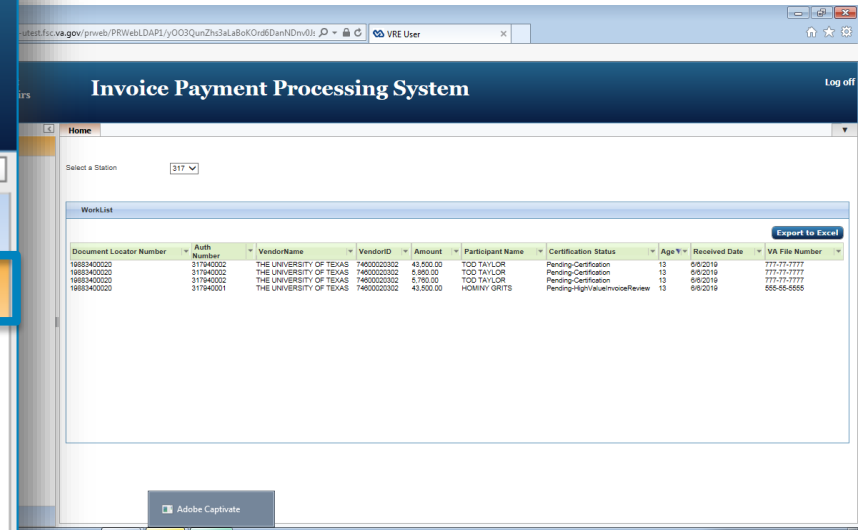 -utest.fsc.va.gov/prweb/PRWebLDAP1/yOO3QunZhs3aLaBoKOrd6DanNDnv0Js
VRE User
irs
Invoice Payment Processing System
Log off
Home
Select a Station 317
WorkList
Export to Excel
Document Locator Number Auth Number VendorName VendorID Amount Participant Name Certification Status Age Received Date VA File Number
19883400020 317940002 THE UNIVERSITY OF TEXAS 74600020302 43,500.00 TOD TAYLOR Pending-Certification 13 6/6/2019 777-77-7777
19883400020 317940002 THE UNIVERSITY OF TEXAS 74600020302 5,860.00 TOD TAYLOR Pending-Certification 13 6/6/2019 777-77-7777
19883400020 317940002 THE UNIVERSITY OF TEXAS 74600020302 5,760.00 TOD TAYLOR Pending-Certification 13 6/6/2019 777-77-7777
19883400020 317940001 THE UNIVERSITY OF TEXAS 74600020302 43,500.00 HOMINY GRITS Pending-HighValueInvoiceReview 13 6/6/2019 555-55-5555
Adobe Captivate